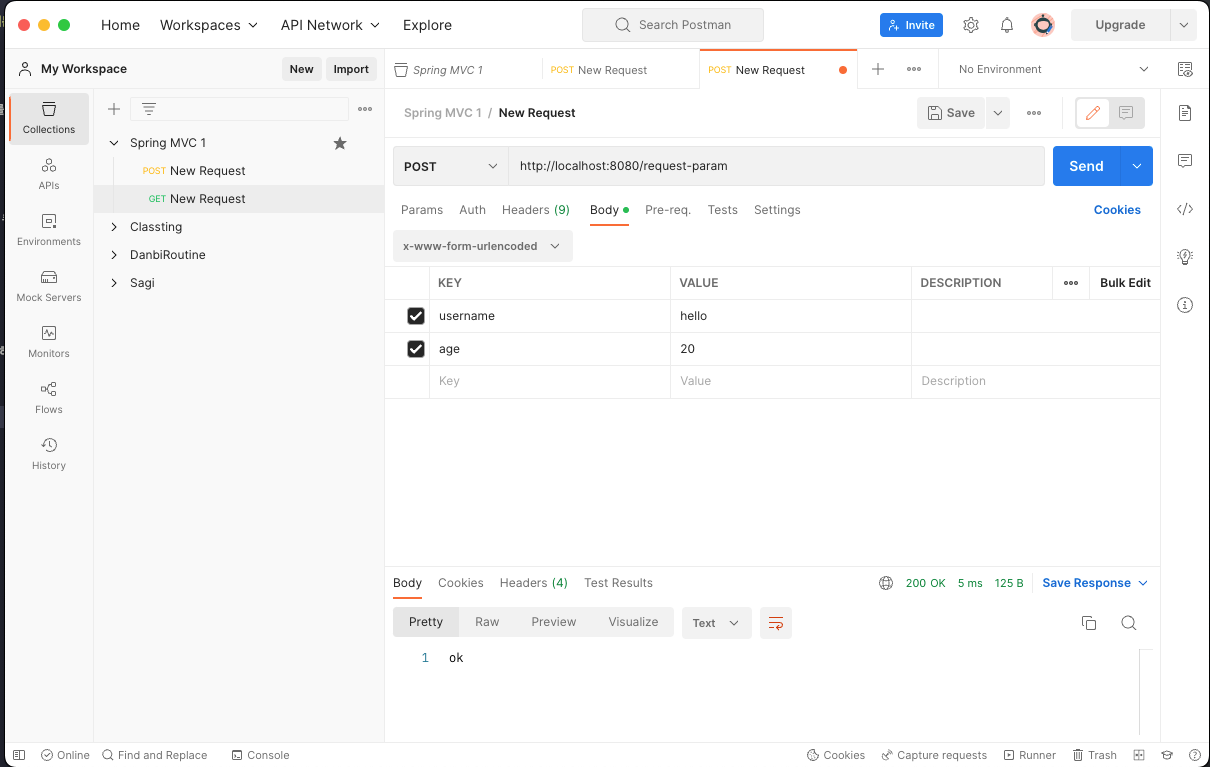 Home Workspaces API Network Explore Search Postman Invite Upgrade
My Workspace New Import Spring MVC 1 POST New Request POST New Request No Environment
Collections
APIs
Environments
Mock Servers
Monitors
Flows
History
Spring MVC 1
POST New Request
GET New Request
Classting
DanbiRoutine
Sagi
Spring MVC 1 / New Request Save
POST http://localhost:8080/request-param Send
Params Auth Headers (9) Body Pre-req. Tests Settings Cookies
x-www-form-urlencoded
KEY VALUE DESCRIPTION Bulk Edit
username hello
age 20
Key Value Description
Body Cookies Headers (4) Test Results 200 OK 5 ms 125 B Save Response
Pretty Raw Preview Visualize Text
1 ok
Online Find and Replace Console Cookies Capture requests Runner Trash